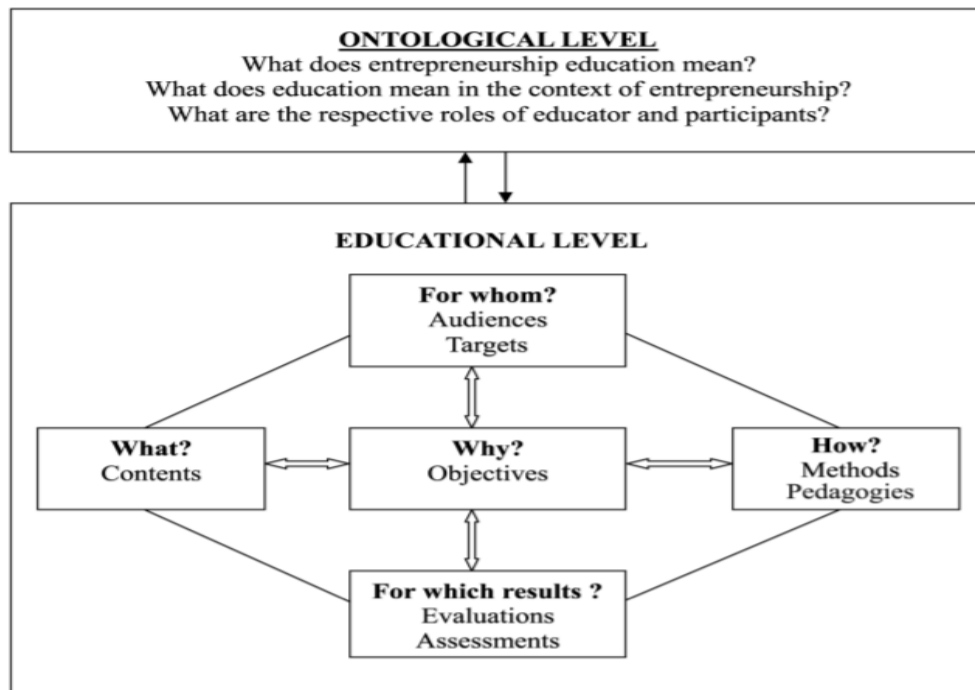 ONTOLOGICAL LEVEL
What does entrepreneurship education mean?
What does education mean in the context of entrepreneurship?
What are the respective roles of educator and participants?
EDUCATIONAL LEVEL
For whom?
Audiences
Targets
What?
Contents
Why?
Objectives
How?
Methods
Pedagogies
For which results ?
Evaluations
Assessments